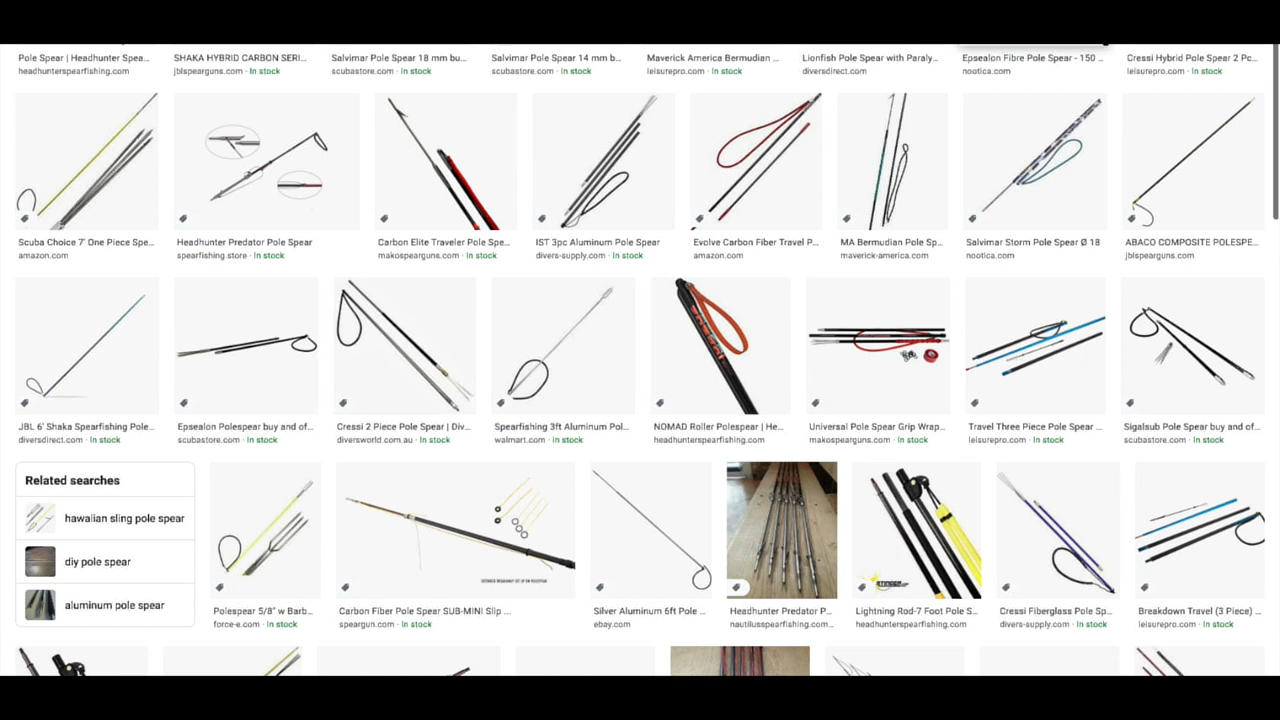 Pole Spear | Headhunter Spea...
headhunterspearfishing.com
SHAKA HYBRID CARBON SERI...
jblspearguns.com · In stock
Salvimar Pole Spear 18 mm bu...
scubastore.com · In stock
Salvimar Pole Spear 14 mm b...
scubastore.com · In stock
Maverick America Bermudian ...
leisurepro.com · In stock
Lionfish Pole Spear with Paraly...
diversdirect.com
Epsealon Fibre Pole Spear - 150 ...
nootica.com
Cressi Hybrid Pole Spear 2 Pc...
leisurepro.com · In stock
Scuba Choice 7' One Piece Spe...
amazon.com
Headhunter Predator Pole Spear
spearfishing.store · In stock
Carbon Elite Traveler Pole Spe...
makospearguns.com · In stock
IST 3pc Aluminum Pole Spear
divers-supply.com · In stock
Evolve Carbon Fiber Travel P...
amazon.com
MA Bermudian Pole Sp...
maverick-america.com
Salvimar Storm Pole Spear Ø 18
nootica.com
ABACO COMPOSITE POLESPE...
jblspearguns.com
JBL 6' Shaka Spearfishing Pole...
diversdirect.com · In stock
Epsealon Polespear buy and of...
scubastore.com · In stock
Cressi 2 Piece Pole Spear | Div...
diversworld.com.au · In stock
Spearfishing 3ft Aluminum Pol...
walmart.com · In stock
NOMAD Roller Polespear | He...
headhunterspearfishing.com
Universal Pole Spear Grip Wrap...
makospearguns.com · In stock
Travel Three Piece Pole Spear ...
leisurepro.com · In stock
Sigalsub Pole Spear buy and of...
scubastore.com · In stock
Related searches
hawaiian sling pole spear
diy pole spear
aluminum pole spear
Polespear 5/8" w Barb...
force-e.com · In stock
Carbon Fiber Pole Spear SUB-MINI Slip ...
speargun.com · In stock
Silver Aluminum 6ft Pole ...
ebay.com
Headhunter Predator P...
nautilusspearfishing.com...
Lightning Rod-7 Foot Pole S...
headhunterspearfishing.com
Cressi Fiberglass Pole Sp...
divers-supply.com · In stock
Breakdown Travel (3 Piece) ...
leisurepro.com · In stock